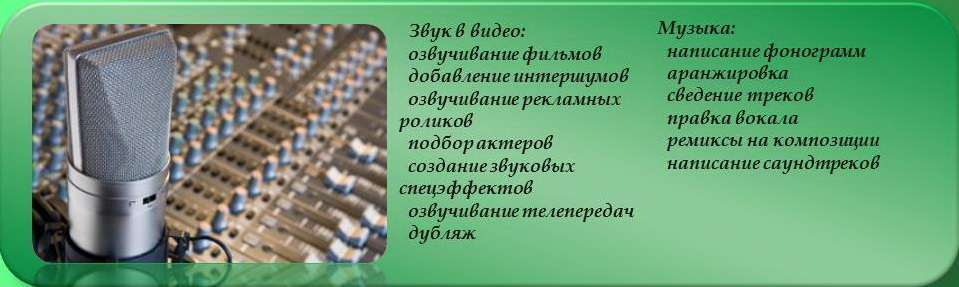 Звук в видео:
озвучивание фильмов
добавление интершумов
озвучивание рекламных
роликов
подбор актеров
создание звуковых
спецэффектов
озвучивание телепередач
дубляж
Музыка:
написание фонограмм
аранжировка
сведение треков
правка вокала
ремиксы на композиции
написание саундтреков